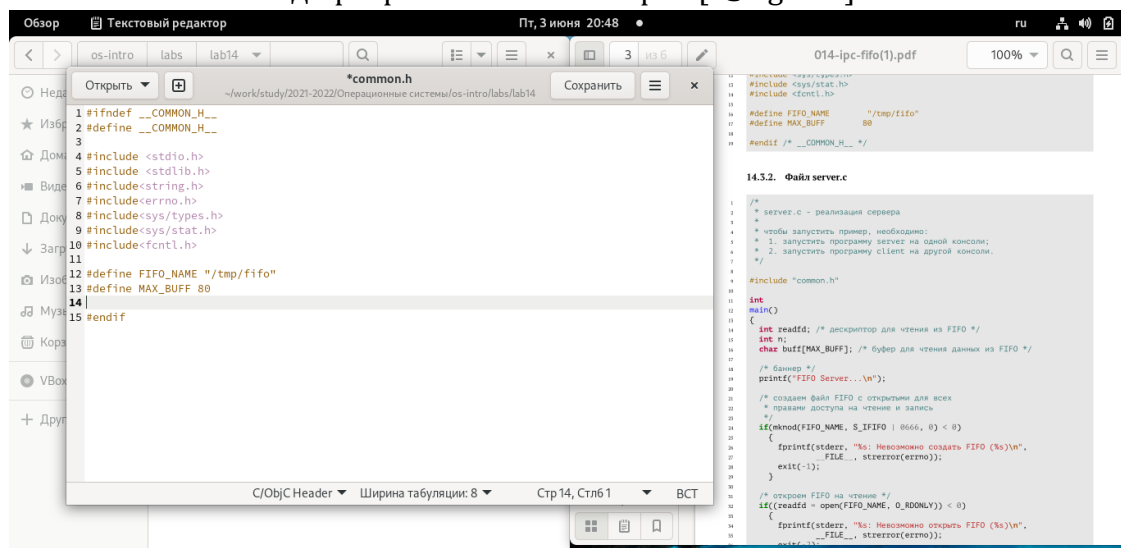 Обзор Текстовый редактор Пт, 3 июня 20:48 ru
os-intro labs lab14
3 из 6 014-ipc-fifo(1).pdf 100%
Открыть *common.h Сохранить
~/work/study/2021-2022/Операционные системы/os-intro/labs/lab14
Неда
Избр
Дома
Виде
Доку
Загр
Изоб
Музы
Корз
VBox
Друг
1 #ifndef __COMMON_H__
2 #define __COMMON_H__
3
4 #include <stdio.h>
5 #include <stdlib.h>
6 #include<string.h>
7 #include<errno.h>
8 #include<sys/types.h>
9 #include<sys/stat.h>
10 #include<fcntl.h>
11
12 #define FIFO_NAME "/tmp/fifo"
13 #define MAX_BUFF 80
14
15 #endif
C/ObjC Header Ширина табуляции: 8 Стр 14, Стлб 1 ВСТ
#include <sys/types.h>
#include <sys/stat.h>
#include <fcntl.h>
#define FIFO_NAME "/tmp/fifo"
#define MAX_BUFF 80
#endif /* __COMMON_H__ */
14.3.2. Файл server.c
/*
* server.c - реализация сервера
*
* чтобы запустить пример, необходимо:
* 1. запустить программу server на одной консоли;
* 2. запустить программу client на другой консоли.
*/
#include "common.h"
int
main()
{
int readfd; /* дескриптор для чтения из FIFO */
int n;
char buff[MAX_BUFF]; /* буфер для чтения данных из FIFO */
/* баннер */
printf("FIFO Server...\n");
/* создаем файл FIFO с открытыми для всех
* правами доступа на чтение и запись
*/
if(mknod(FIFO_NAME, S_IFIFO | 0666, 0) < 0)
{
fprintf(stderr, "%s: Невозможно создать FIFO (%s)\n",
__FILE__, strerror(errno));
exit(-1);
}
/* откроем FIFO на чтение */
if((readfd = open(FIFO_NAME, O_RDONLY)) < 0)
{
fprintf(stderr, "%s: Невозможно открыть FIFO (%s)\n",
__FILE__, strerror(errno));
exit(-2);